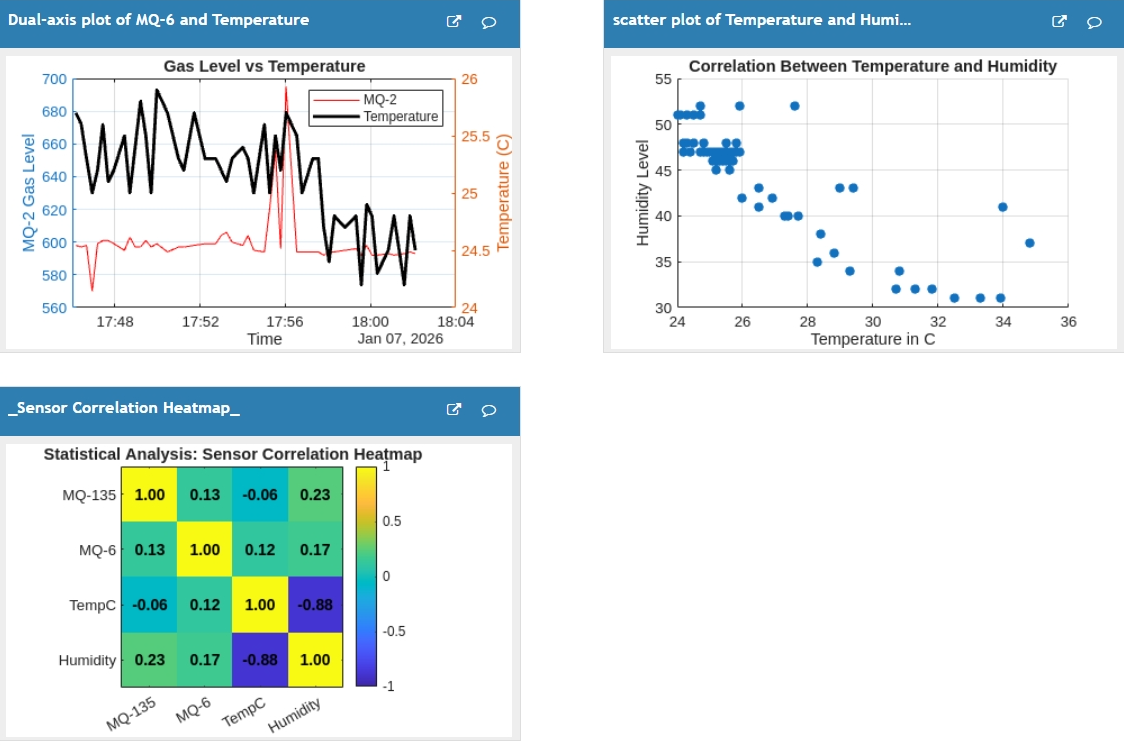 Dual-axis plot of MQ-6 and Temperature
Gas Level vs Temperature
700
680
660
640
620
600
580
560
MQ-2 Gas Level
26
25.5
25
24.5
24
Temperature (C)
MQ-2
Temperature
17:48 17:52 17:56 18:00 18:04
Time
Jan 07, 2026
scatter plot of Temperature and Humi...
Correlation Between Temperature and Humidity
55
50
45
40
35
30
Humidity Level
24 26 28 30 32 34 36
Temperature in C
_Sensor Correlation Heatmap_
Statistical Analysis: Sensor Correlation Heatmap
MQ-135 1.00 0.13 -0.06 0.23
MQ-6 0.13 1.00 0.12 0.17
TempC -0.06 0.12 1.00 -0.88
Humidity 0.23 0.17 -0.88 1.00
MQ-135 MQ-6 TempC Humidity
1
0.5
0
-0.5
-1